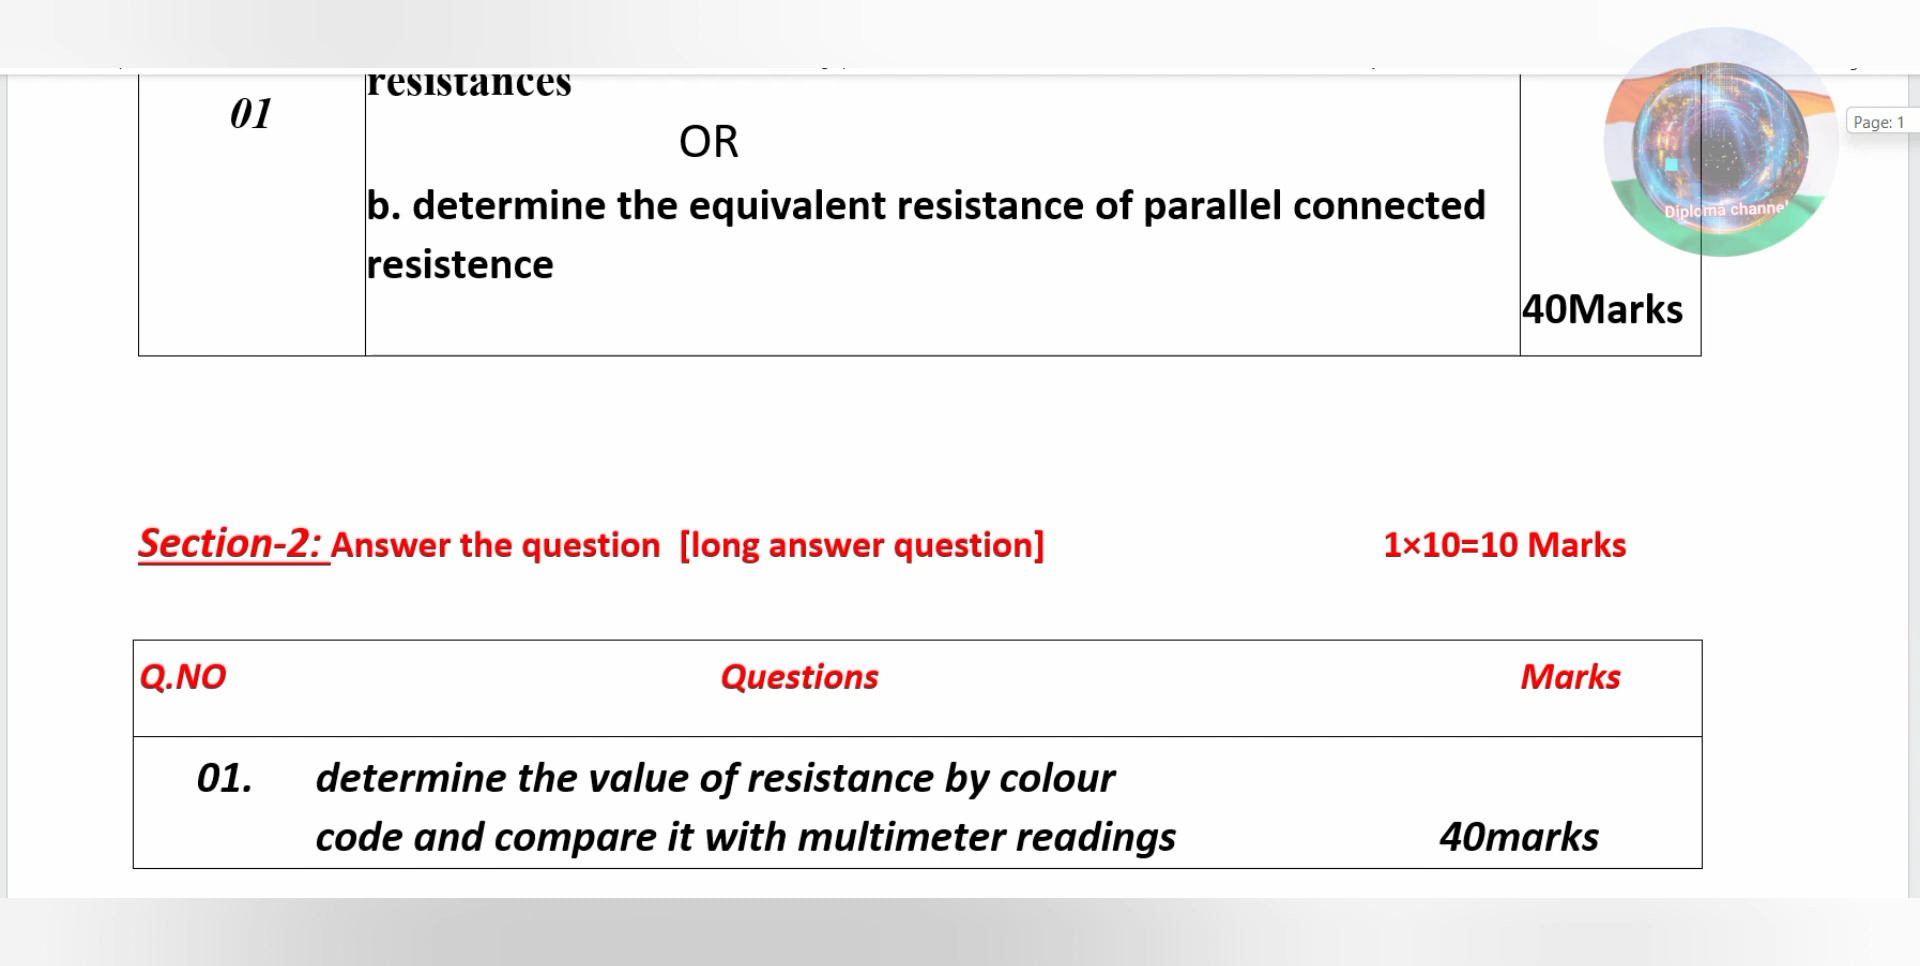 resistances
01
OR
b. determine the equivalent resistance of parallel connected
resistence
40Marks
Diploma channel
Page: 1
Section-2: Answer the question [long answer question] 1×10=10 Marks
Q.NO Questions Marks
01. determine the value of resistance by colour
code and compare it with multimeter readings 40marks